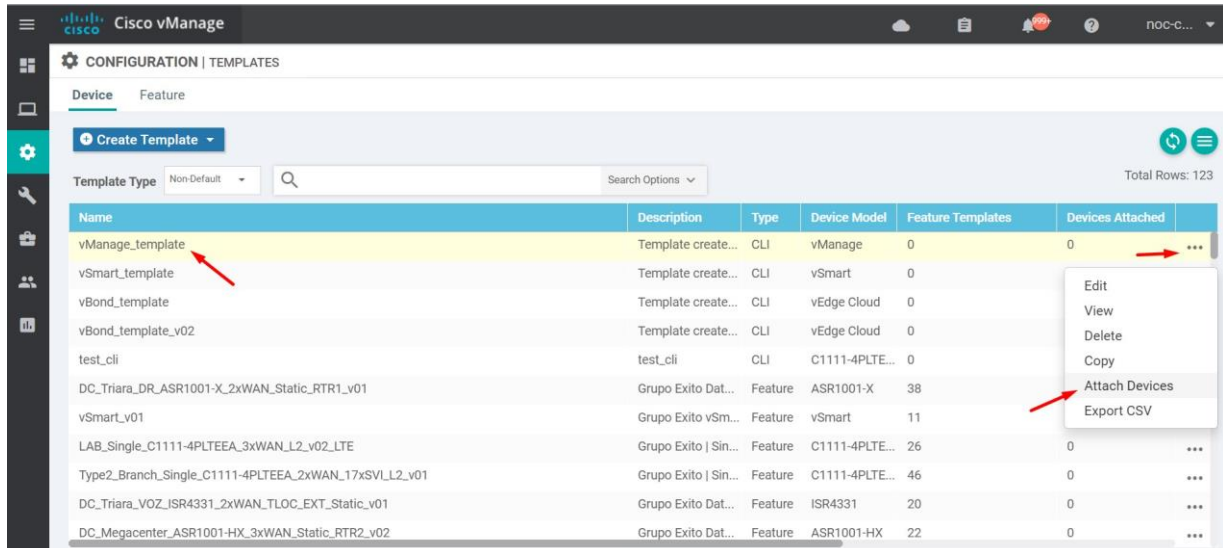 cisco Cisco vManage 999+ noc-c...
CONFIGURATION | TEMPLATES
Device Feature
Create Template
Template Type Non-Default Search Options Total Rows: 123
Name Description Type Device Model Feature Templates Devices Attached
vManage_template Template create... CLI vManage 0 0
vSmart_template Template create... CLI vSmart 0
vBond_template Template create... CLI vEdge Cloud 0
vBond_template_v02 Template create... CLI vEdge Cloud 0
test_cli test_cli CLI C1111-4PLTE... 0
DC_Triara_DR_ASR1001-X_2xWAN_Static_RTR1_v01 Grupo Exito Dat... Feature ASR1001-X 38
vSmart_v01 Grupo Exito vSm... Feature vSmart 11
LAB_Single_C1111-4PLTEEA_3xWAN_L2_v02_LTE Grupo Exito | Sin... Feature C1111-4PLTE... 26 0
Type2_Branch_Single_C1111-4PLTEEA_2xWAN_17xSVI_L2_v01 Grupo Exito | Sin... Feature C1111-4PLTE... 46 0
DC_Triara_VOZ_ISR4331_2xWAN_TLOC_EXT_Static_v01 Grupo Exito Dat... Feature ISR4331 20 0
DC_Megacenter_ASR1001-HX_3xWAN_Static_RTR2_v02 Grupo Exito Dat... Feature ASR1001-HX 22 0
Edit
View
Delete
Copy
Attach Devices
Export CSV